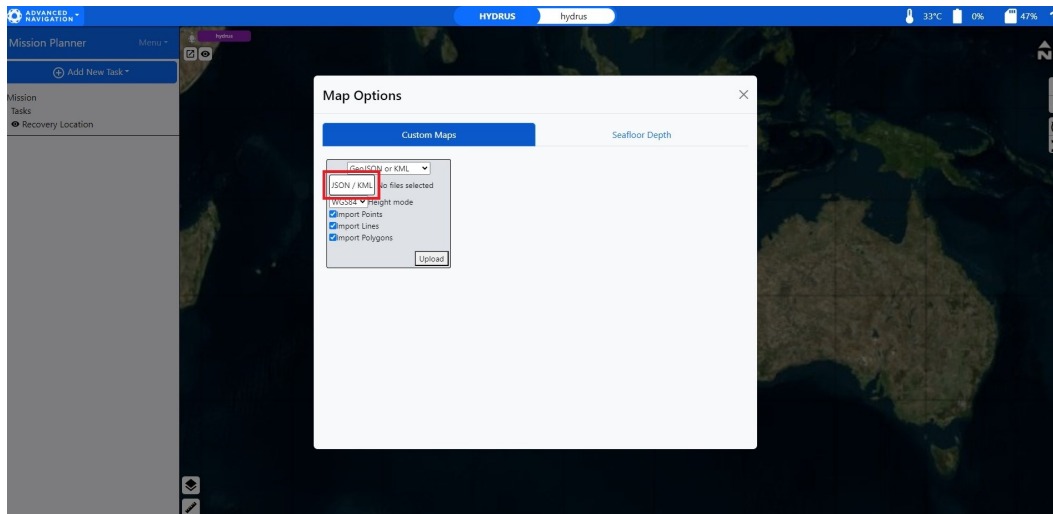 ADVANCED
NAVIGATION
HYDRUS
hydrus
33°C
0%
47%
Mission Planner
Menu
hydrus
Add New Task
N
Mission
Tasks
Recovery Location
Map Options
Custom Maps
Seafloor Depth
GeoJSON or KML
JSON / KML
No files selected
WGS84
Height mode
Import Points
Import Lines
Import Polygons
Upload